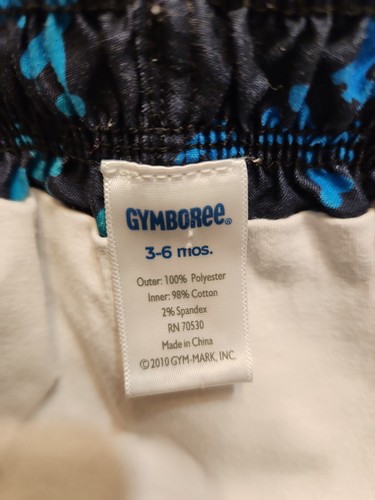 GYMBOREE®
3-6 mos.
Outer: 100% Polyester
Inner: 98% Cotton
2% Spandex
RN 70530
Made in China
©2010 GYM-MARK, INC.